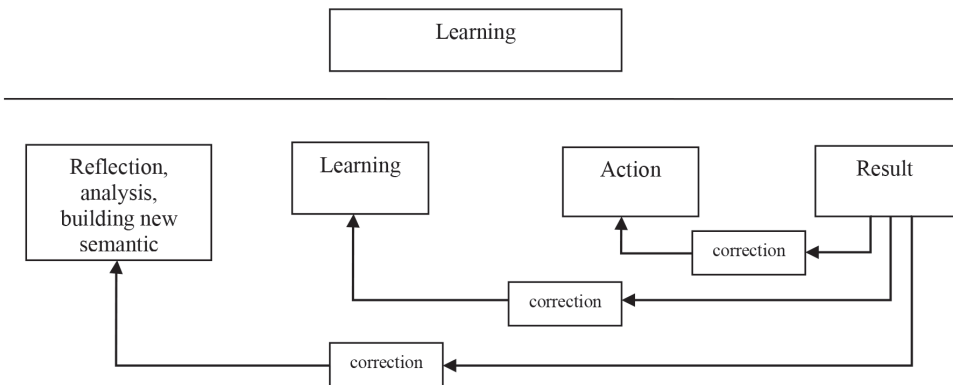 Learning
Reflection,
analysis,
building new
semantic
Learning
Action
Result
correction
correction
correction